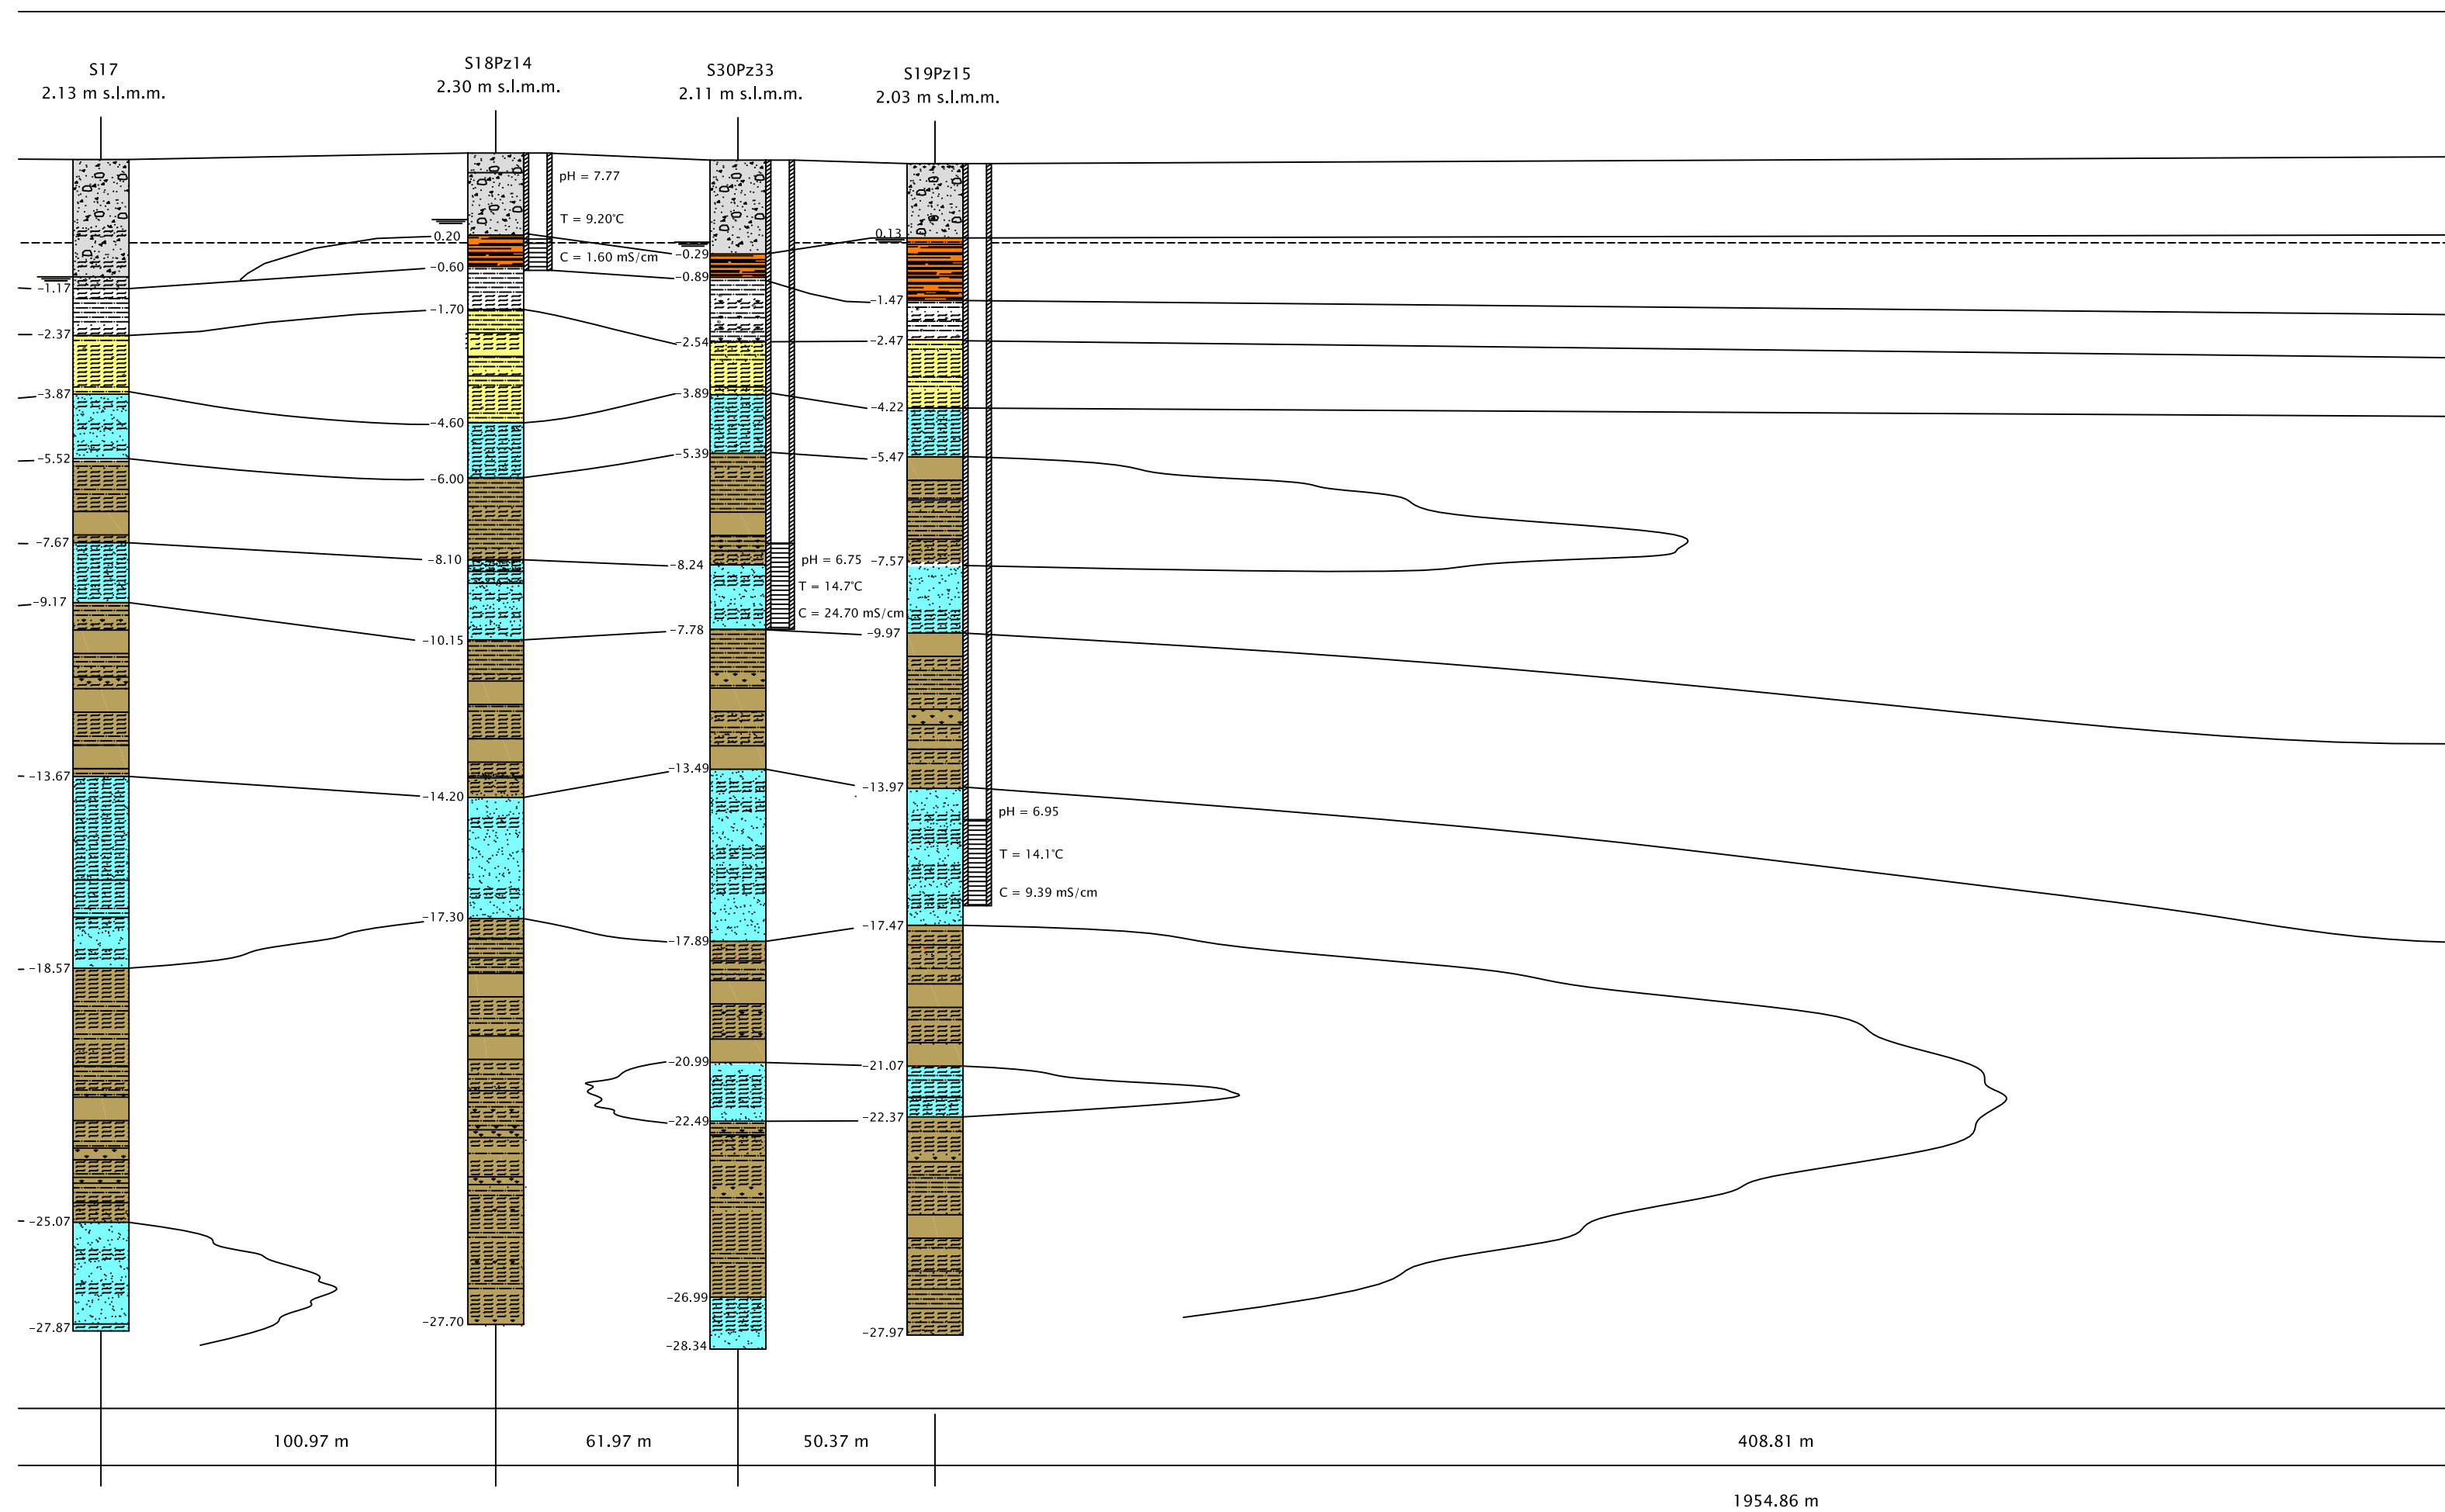 S17
2.13 m s.l.m.m.
S18Pz14
2.30 m s.l.m.m.
S30Pz33
2.11 m s.l.m.m.
S19Pz15
2.03 m s.l.m.m.
-1.17
-2.37
-3.87
-5.52
-7.67
-9.17
-13.67
-18.57
-25.07
-27.87
0.20
-0.60
-1.70
-4.60
-6.00
-8.10
-10.15
-14.20
-17.30
-27.70
pH = 7.77
T = 9.20°C
C = 1.60 mS/cm
-0.29
-0.89
-2.54
-3.89
-5.39
-8.24
-7.78
-13.49
-17.89
-20.99
-22.49
-26.99
-28.34
pH = 6.75
T = 14.7°C
C = 24.70 mS/cm
0.13
-1.47
-2.47
-4.22
-5.47
-7.57
-9.97
-13.97
-17.47
-21.07
-22.37
-27.97
pH = 6.95
T = 14.1°C
C = 9.39 mS/cm
100.97 m
61.97 m
50.37 m
408.81 m
1954.86 m